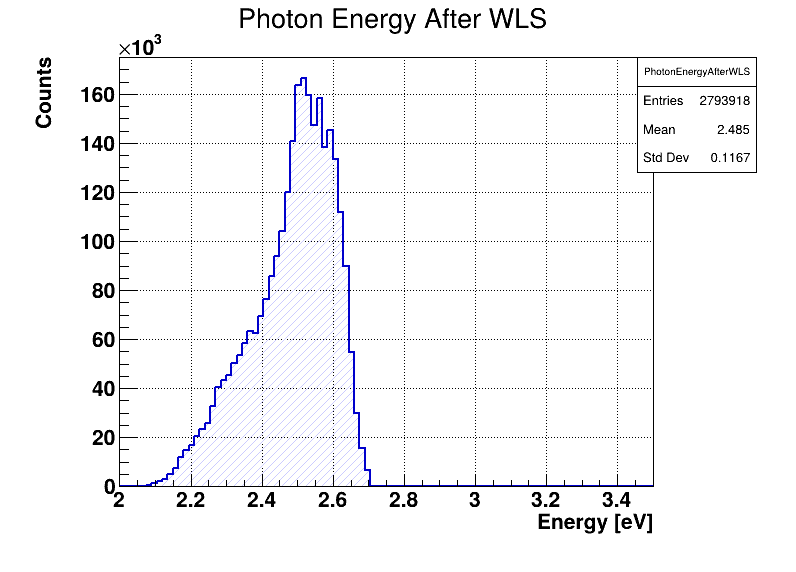 Photon Energy After WLS
×10³
Counts
160
140
120
100
80
60
40
20
0
2 2.2 2.4 2.6 2.8 3 3.2 3.4
Energy [eV]
PhotonEnergyAfterWLS
Entries 2793918
Mean 2.485
Std Dev 0.1167